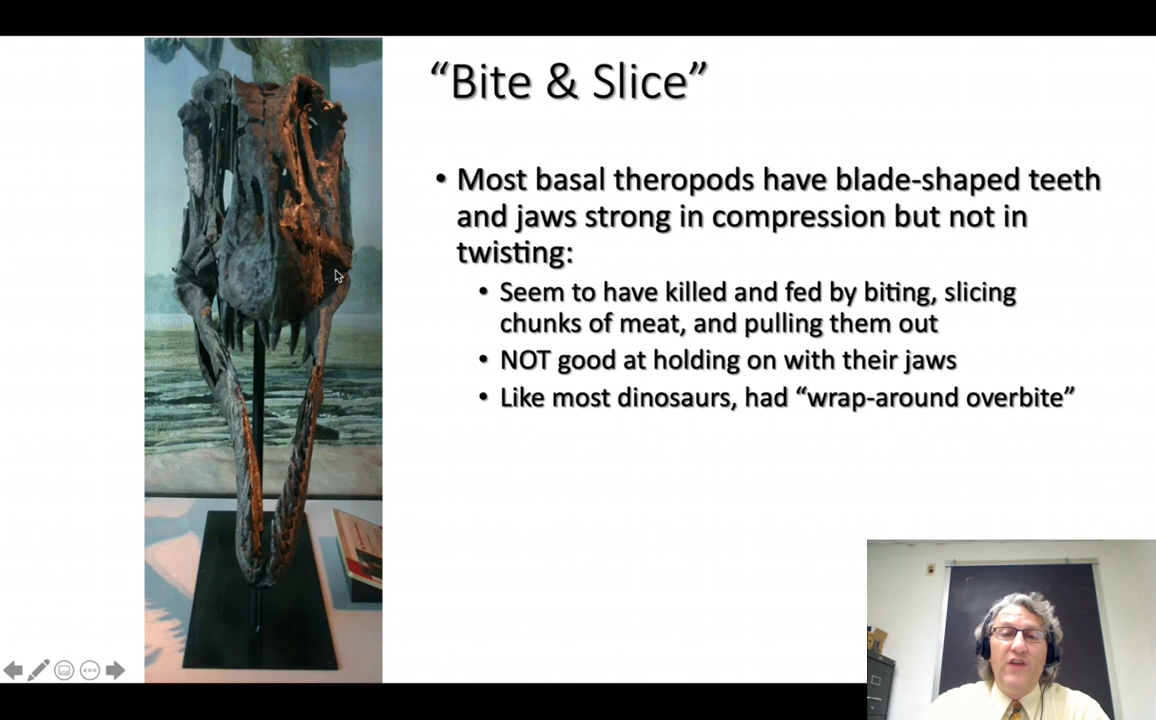 “Bite & Slice”
• Most basal theropods have blade-shaped teeth
and jaws strong in compression but not in
twisting:
• Seem to have killed and fed by biting, slicing
chunks of meat, and pulling them out
• NOT good at holding on with their jaws
• Like most dinosaurs, had “wrap-around overbite”